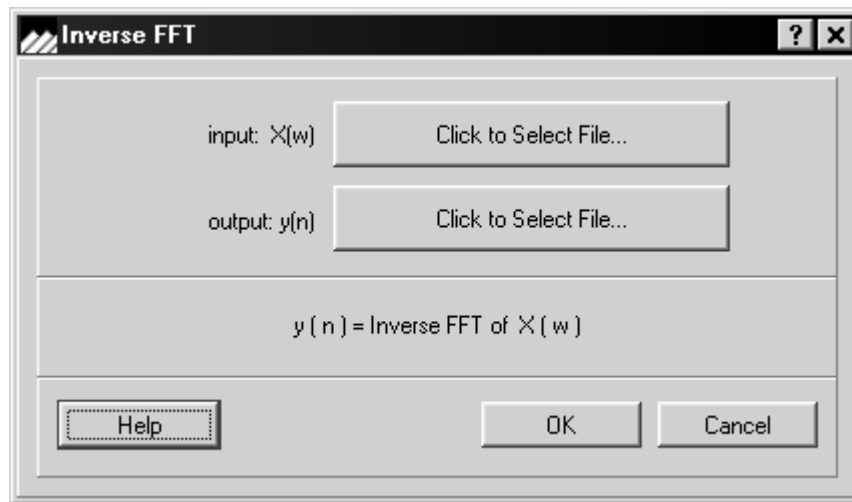 Inverse FFT
input: X(w) Click to Select File...
output: y(n) Click to Select File...
y ( n ) = Inverse FFT of X ( w )
Help OK Cancel